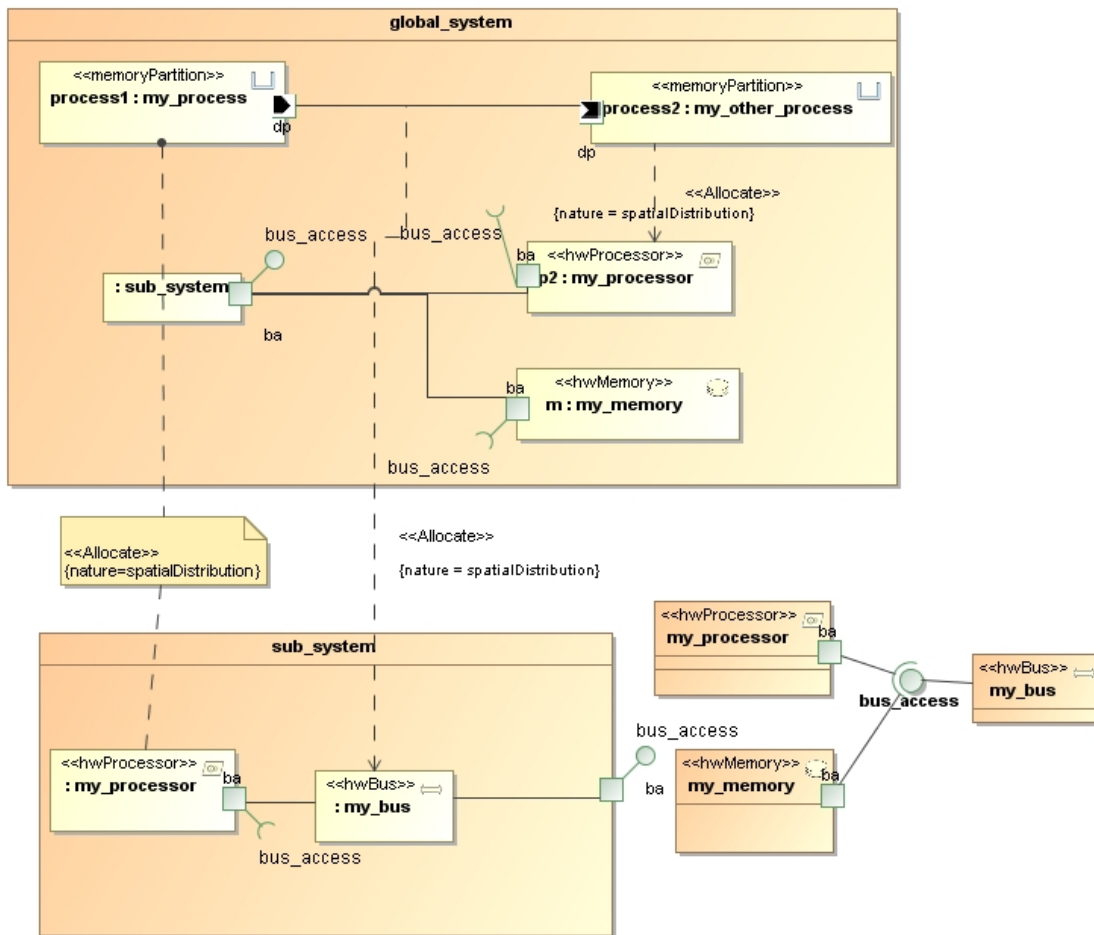 global_system
<<memoryPartition>>
process1 : my_process
dp
<<memoryPartition>>
process2 : my_other_process
dp
<<Allocate>>
{nature = spatialDistribution}
bus_access
bus_access
: sub_system
ba
<<hwProcessor>>
ba
p2 : my_processor
<<hwMemory>>
ba
m : my_memory
bus_access
<<Allocate>>
{nature=spatialDistribution}
<<Allocate>>
{nature = spatialDistribution}
sub_system
<<hwProcessor>>
: my_processor
ba
bus_access
<<hwBus>>
: my_bus
bus_access
ba
<<hwProcessor>>
my_processor
ba
bus_access
<<hwBus>>
my_bus
<<hwMemory>>
my_memory
ba